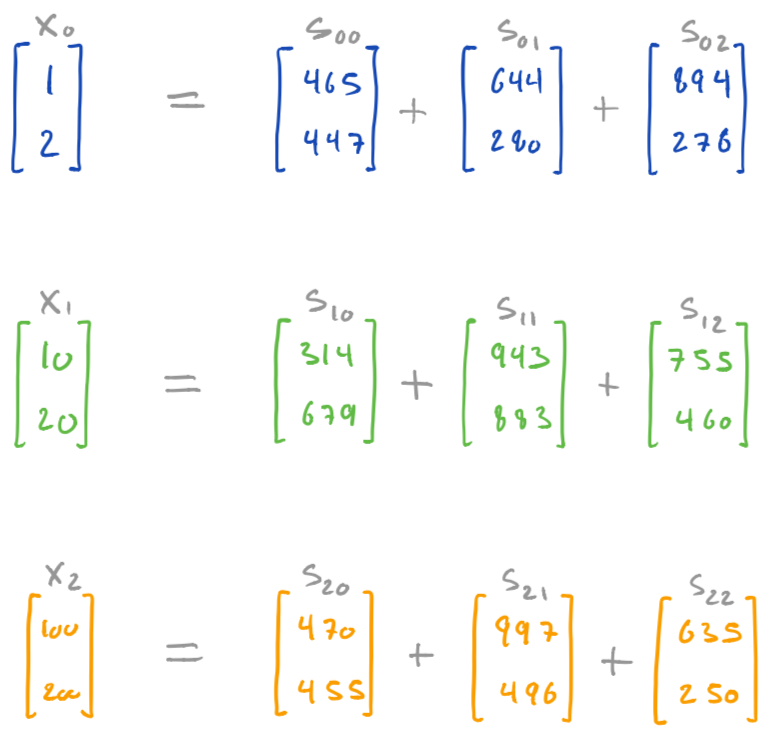 X0 S00 S01 S02
1 = 465 + 644 + 894
2 447 280 276
X1 S10 S11 S12
10 = 314 + 943 + 755
20 679 883 460
X2 S20 S21 S22
100 = 470 + 997 + 635
200 455 496 250